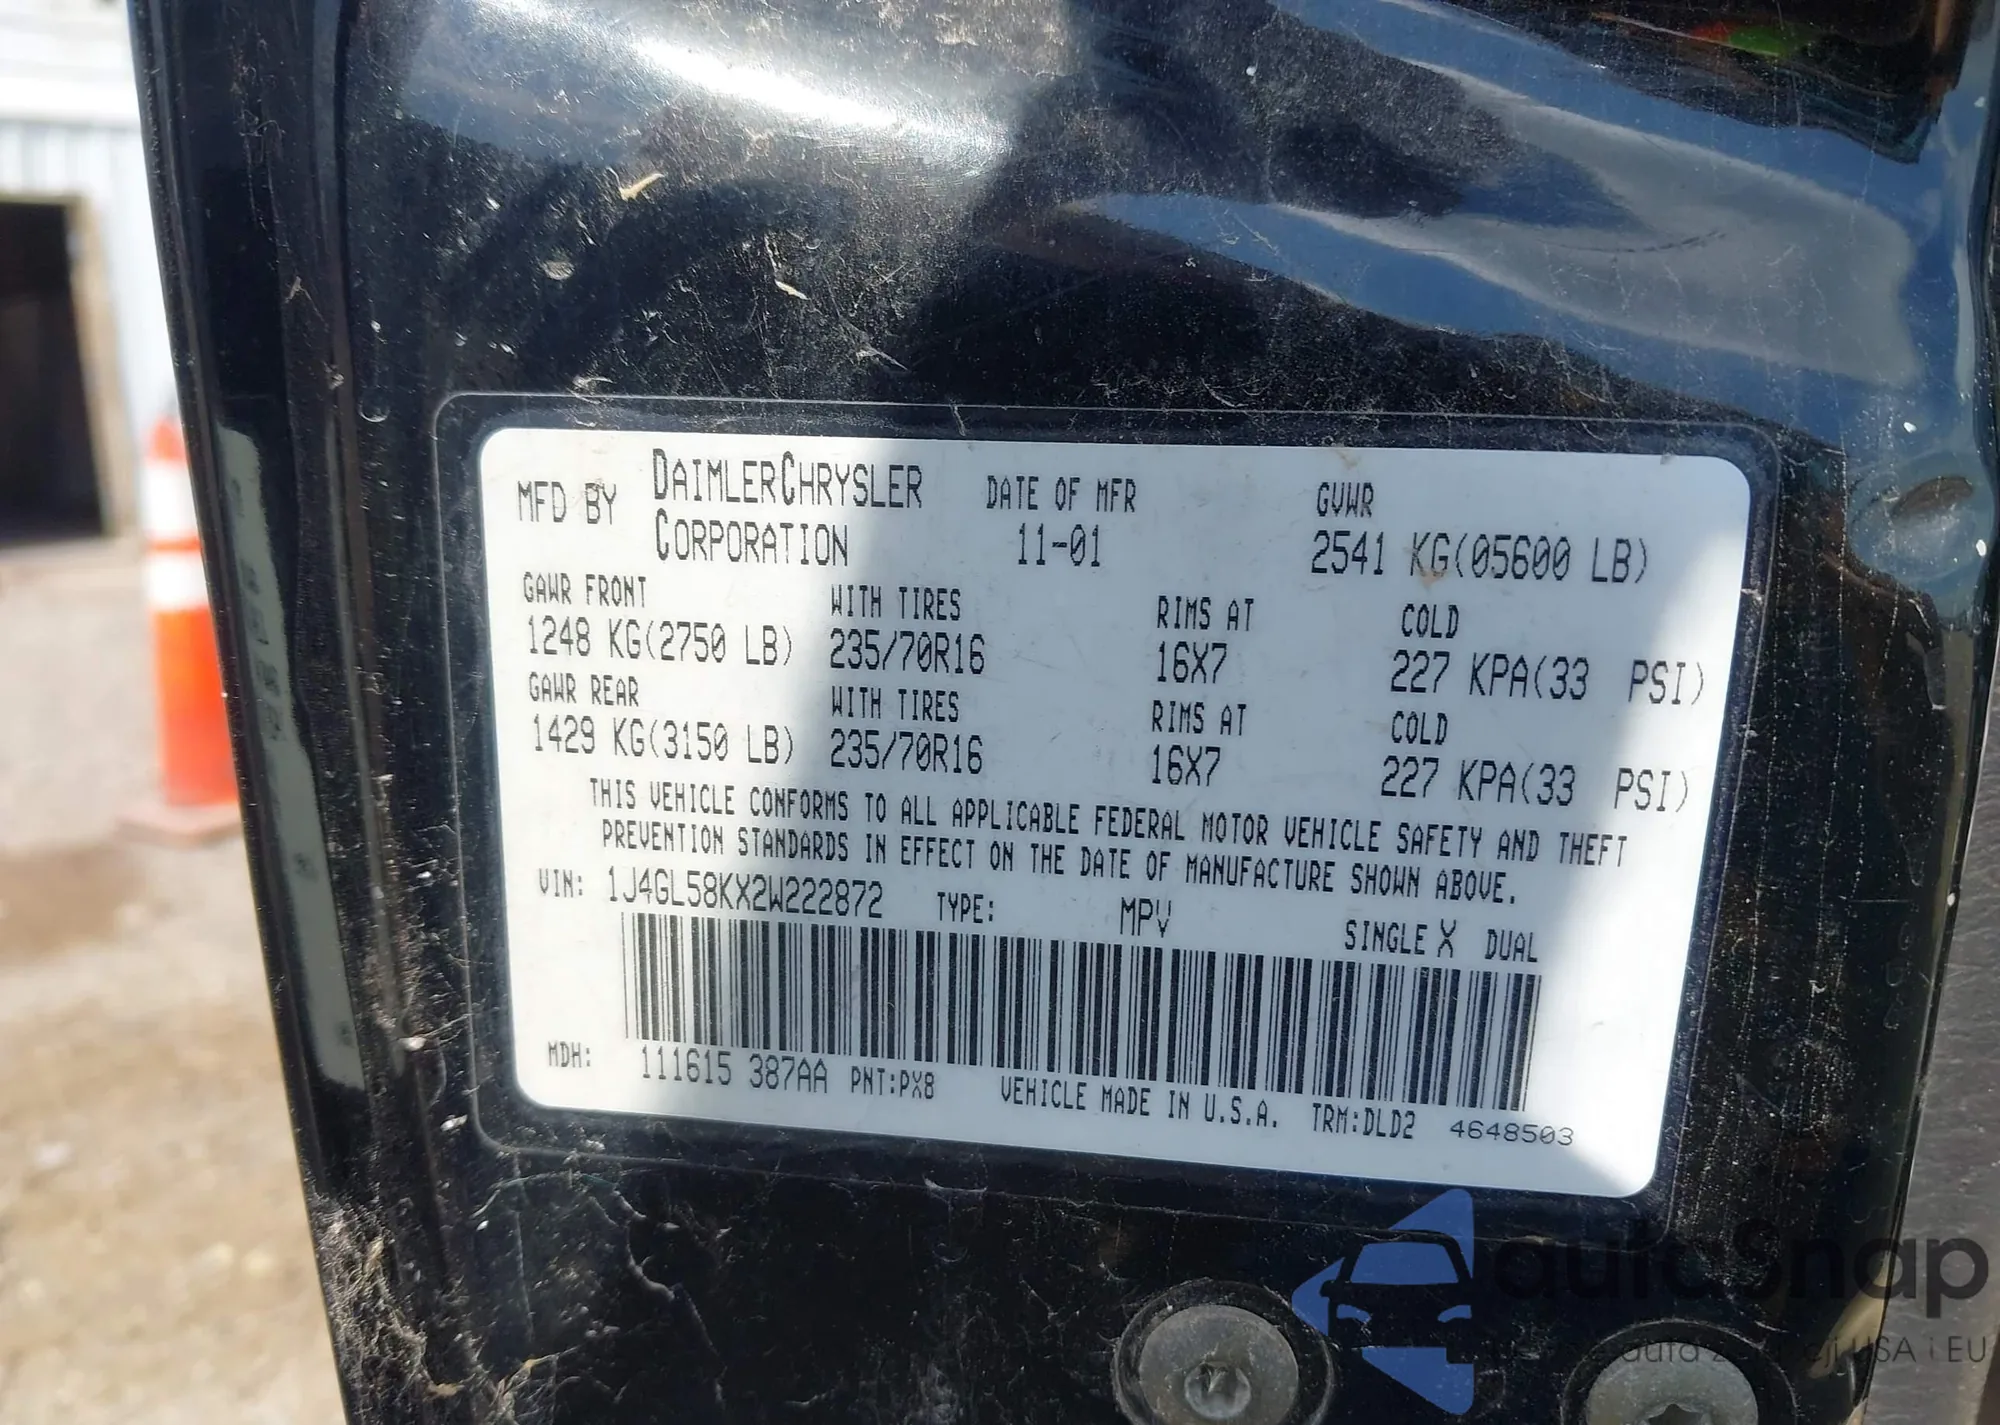 MFD BY DAIMLERCHRYSLER CORPORATION DATE OF MFR 11-01 GVWR 2541 KG(05600 LB)
GAWR FRONT WITH TIRES RIMS AT COLD
1248 KG(2750 LB) 235/70R16 16X7 227 KPA(33 PSI)
GAWR REAR WITH TIRES RIMS AT COLD
1429 KG(3150 LB) 235/70R16 16X7 227 KPA(33 PSI)
THIS VEHICLE CONFORMS TO ALL APPLICABLE FEDERAL MOTOR VEHICLE SAFETY AND THEFT
PREVENTION STANDARDS IN EFFECT ON THE DATE OF MANUFACTURE SHOWN ABOVE.
VIN: 1J4GL58KX2W222872 TYPE: MPV SINGLE X DUAL
MDH: 111615 387AA PNT:PX8 VEHICLE MADE IN U.S.A. TRM:DLD2 4648503
autoSnap
auta z USA i EU